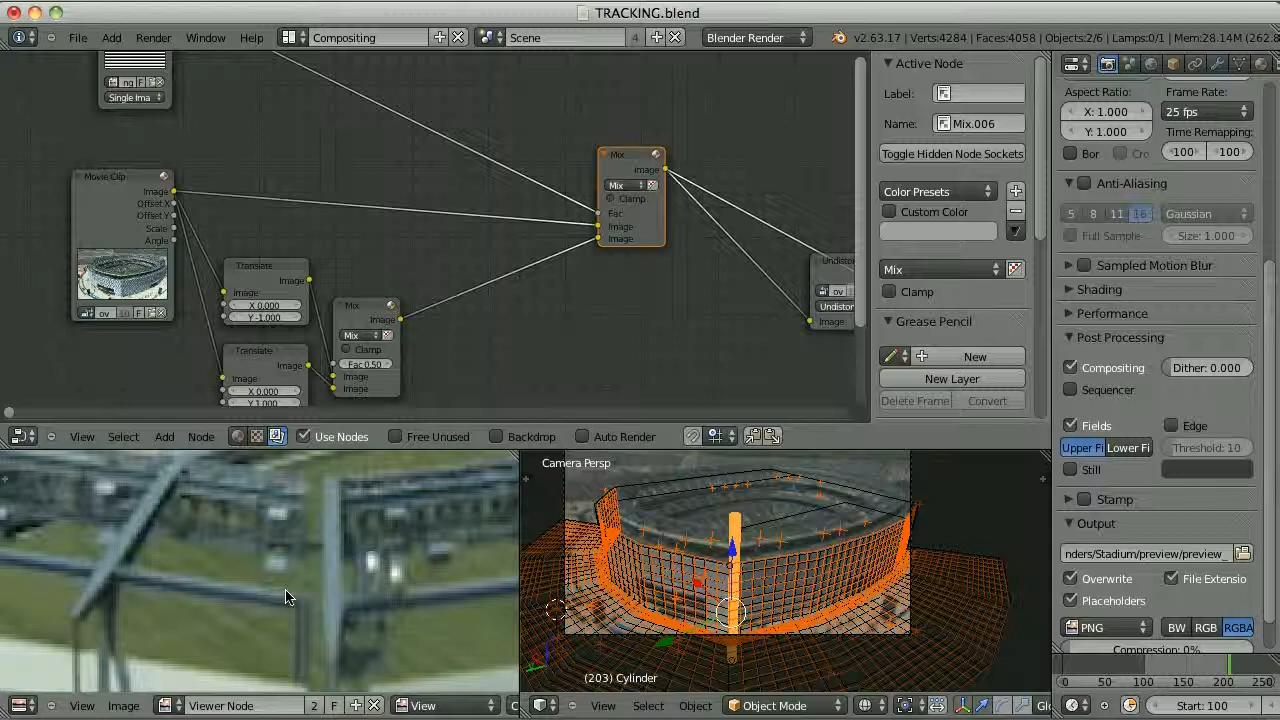 TRACKING.blend
File Add Render Window Help Compositing Scene 4 Blender Render v2.63.17 | Verts:4284 | Faces:4058 | Objects:2/6 | Lamps:0/1 | Mem:28.14M (262.8
Single Ima
Movie Clip
Image
Offset X
Offset Y
Scale
Angle
ov F
Translate
Image
Image
X 0.000
Y -1.000
Translate
Image
Image
X 0.000
Y 1.000
Mix
Image
Mix
Clamp
Fac 0.50
Image
Image
Mix
Image
Mix
Clamp
Fac
Image
Image
Undistor
ov
Undistor
Image
Active Node
Label:
Name: Mix.006
Toggle Hidden Node Sockets
Color Presets
Custom Color
Mix
Clamp
Grease Pencil
New
New Layer
Delete Frame Convert
Aspect Ratio: Frame Rate:
X: 1.000 25 fps
Y: 1.000 Time Remapping:
Bor Cro 100 100
Anti-Aliasing
5 8 11 16 Gaussian
Full Sample Size: 1.000
Sampled Motion Blur
Shading
Performance
Post Processing
Compositing Dither: 0.000
Sequencer
Fields Edge
Upper Fi Lower Fi Threshold: 10
Still
Stamp
Output
nders/Stadium/preview/preview_
Overwrite File Extensio
Placeholders
PNG BW RGB RGBA
Compression: 0%
View Select Add Node Use Nodes Free Unused Backdrop Auto Render
Camera Persp
(203) Cylinder
0 50 100 150 200 250
View Image Viewer Node 2 F View
View Select Object Object Mode Glo
Start: 100